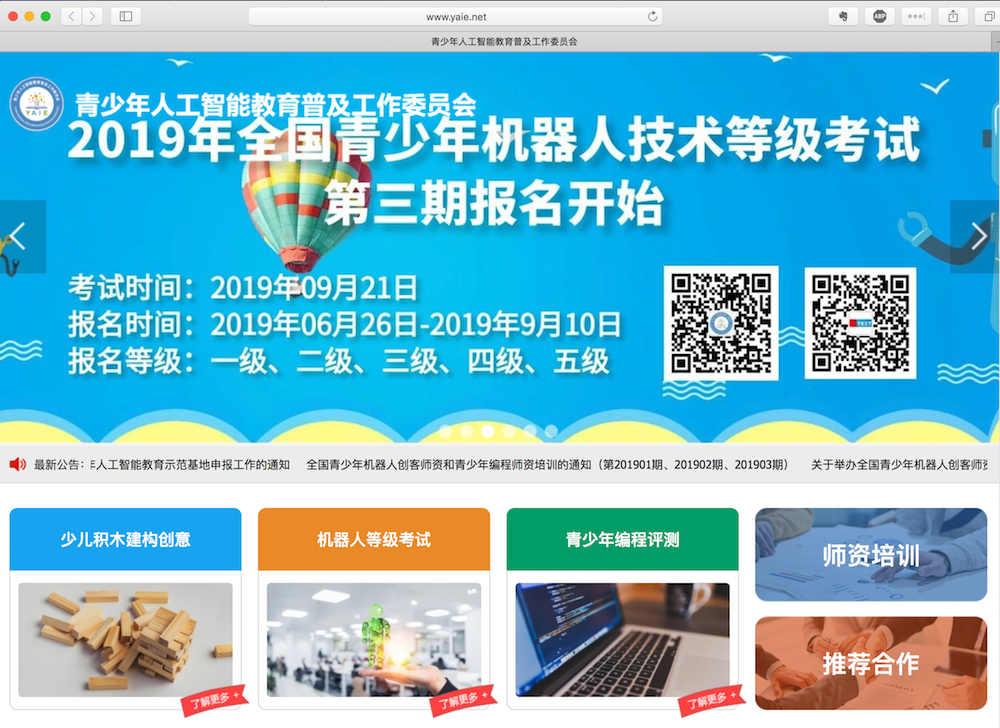 www.yaie.net
ABP
青少年人工智能教育普及工作委员会
YAIE
青少年人工智能教育普及工作委员会
2019年全国青少年机器人技术等级考试
第三期报名开始
考试时间：2019年09月21日
报名时间：2019年06月26日-2019年9月10日
报名等级：一级、二级、三级、四级、五级
TEST
最新公告：年人工智能教育示范基地申报工作的通知 全国青少年机器人创客师资和青少年编程师资培训的通知（第201901期、201902期、201903期） 关于举办全国青少年机器人创客师资
少儿积木建构创意
机器人等级考试
青少年编程评测
师资培训
了解更多 +
了解更多 +
了解更多 +
推荐合作